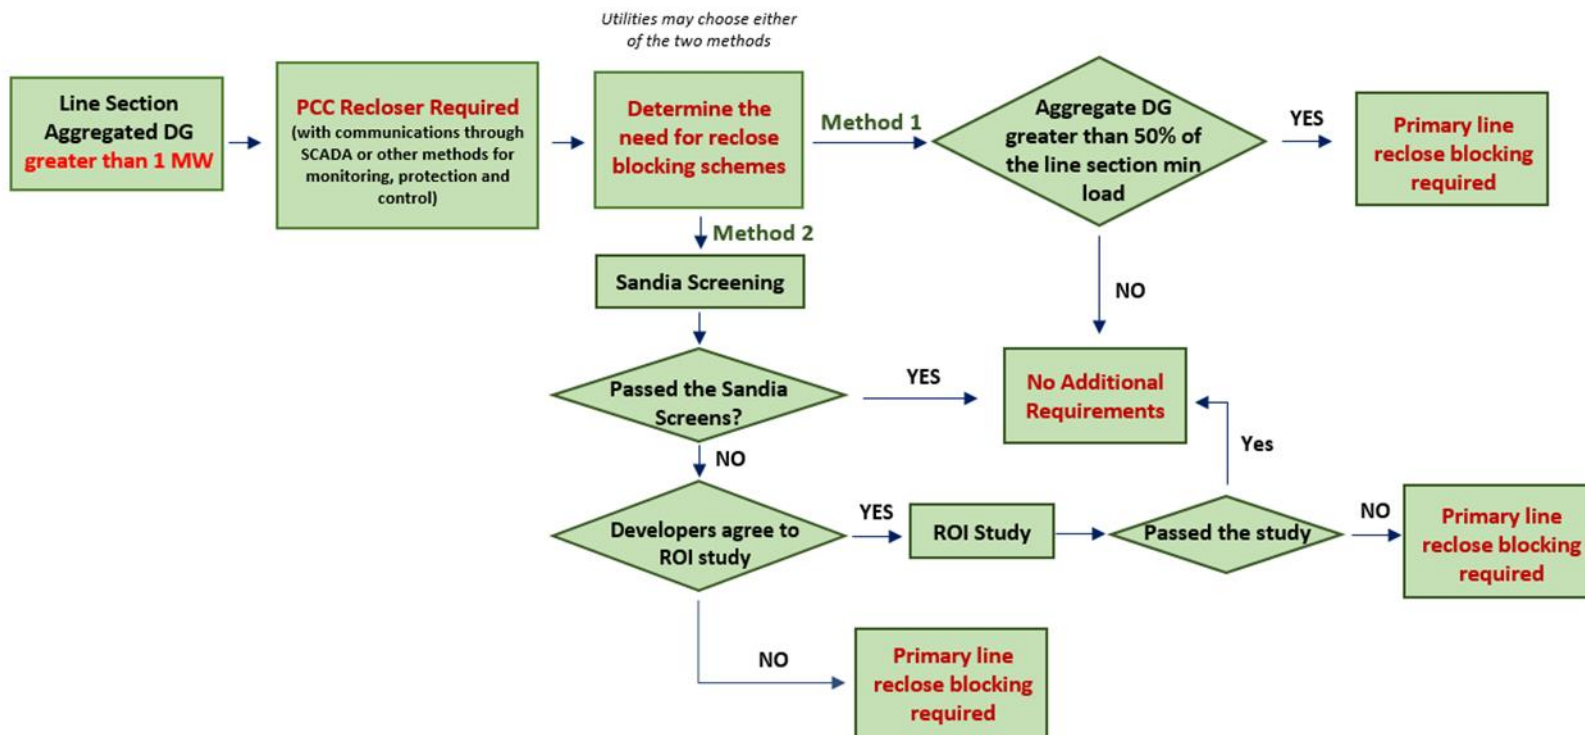 Utilities may choose either
of the two methods
Line Section
Aggregated DG
greater than 1 MW
PCC Recloser Required
(with communications through
SCADA or other methods for
monitoring, protection and
control)
Determine the
need for reclose
blocking schemes
Method 1
Aggregate DG
greater than 50% of
the line section min
load
YES
Primary line
reclose blocking
required
Method 2
NO
Sandia Screening
Passed the Sandia
Screens?
YES
No Additional
Requirements
NO
Yes
Developers agree to
ROI study
YES
ROI Study
Passed the study
NO
Primary line
reclose blocking
required
NO
Primary line
reclose blocking
required